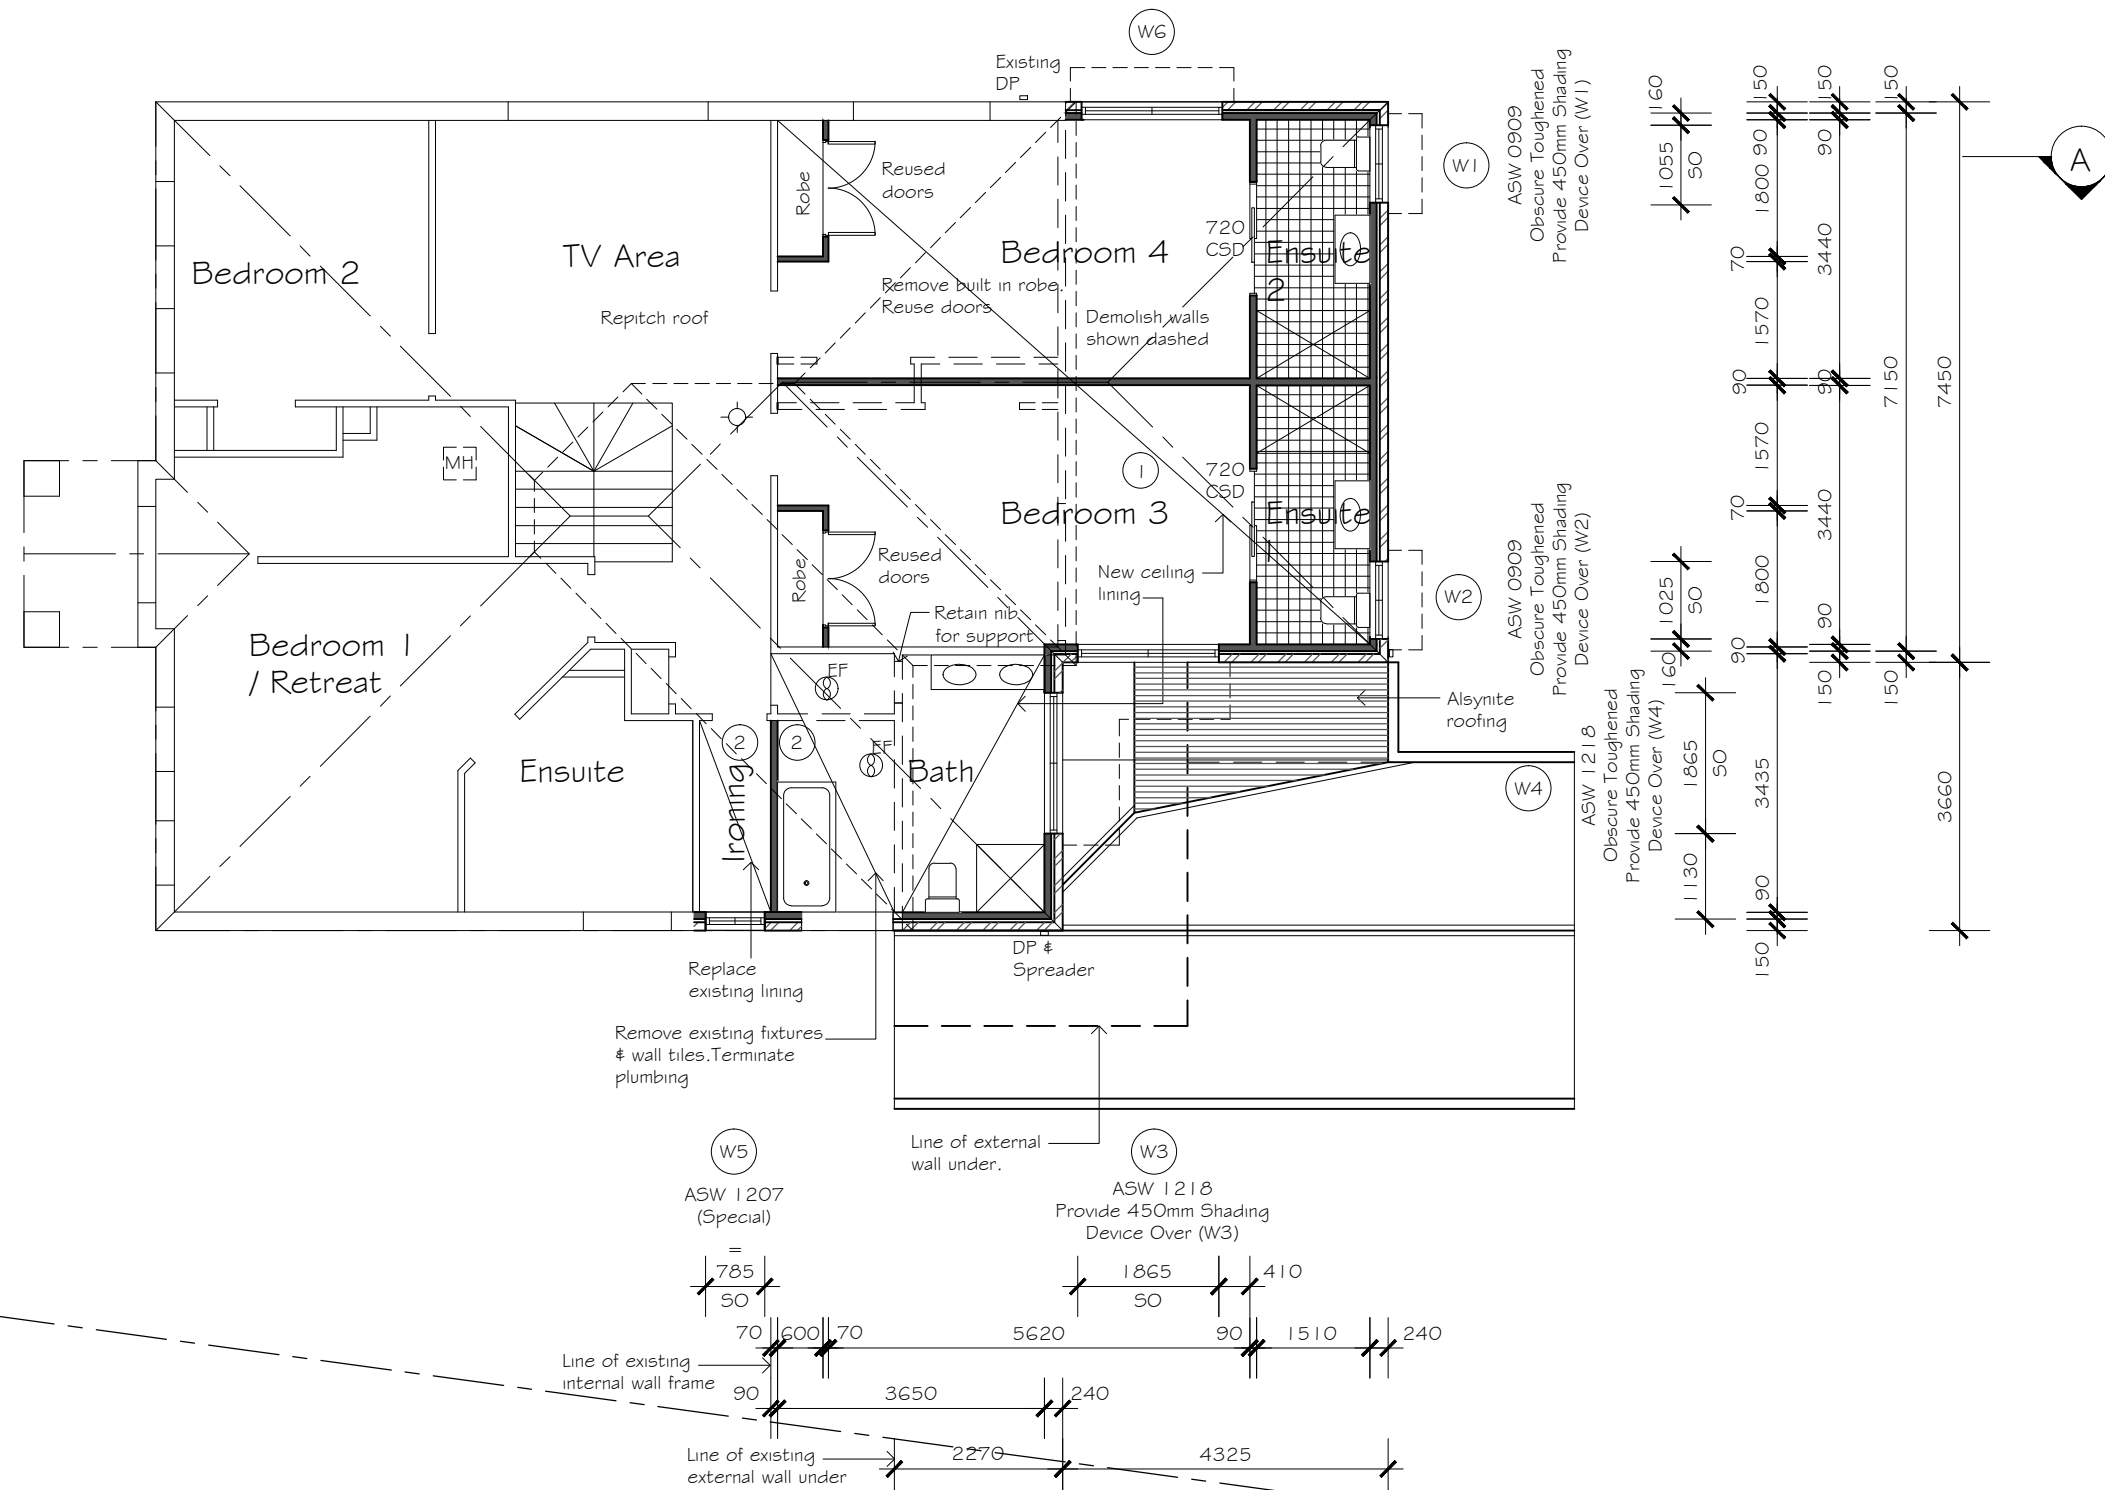 W6
Existing
DP
W1
ASW 0909
Obscure Toughened
Provide 450mm Shading
Device Over (W1)
160
1055
SO
150
90
1800
70
1570
90
1570
70
1800
90
3435
90
150
150
90
3440
90
3440
90
150
150
7150
150
7450
3660
A
Robe
Reused
doors
Bedroom 2
TV Area
Repitch roof
Bedroom 4
Remove built in robe.
Reuse doors
Demolish walls
shown dashed
720
CSD
Ensuite
2
MH
1
720
CSD
Bedroom 3
Ensuite
1
Robe
Reused
doors
New ceiling
lining
Retain nib
for support
W2
ASW 0909
Obscure Toughened
Provide 450mm Shading
Device Over (W2)
1025
SO
160
Bedroom 1
/ Retreat
EF
EF
2
2
Ensuite
Ironing
Bath
Alsynite
roofing
W4
ASW 1218
Obscure Toughened
Provide 450mm Shading
Device Over (W4)
1865
SO
1130
DP &
Spreader
Replace
existing lining
Remove existing fixtures
& wall tiles.Terminate
plumbing
Line of external
wall under.
W5
ASW 1207
(Special)
=
785
SO
W3
ASW 1218
Provide 450mm Shading
Device Over (W3)
1865
SO
410
70 600 70 5620 90 1510 240
Line of existing
internal wall frame
90 3650 240
Line of existing
external wall under
2270 4325